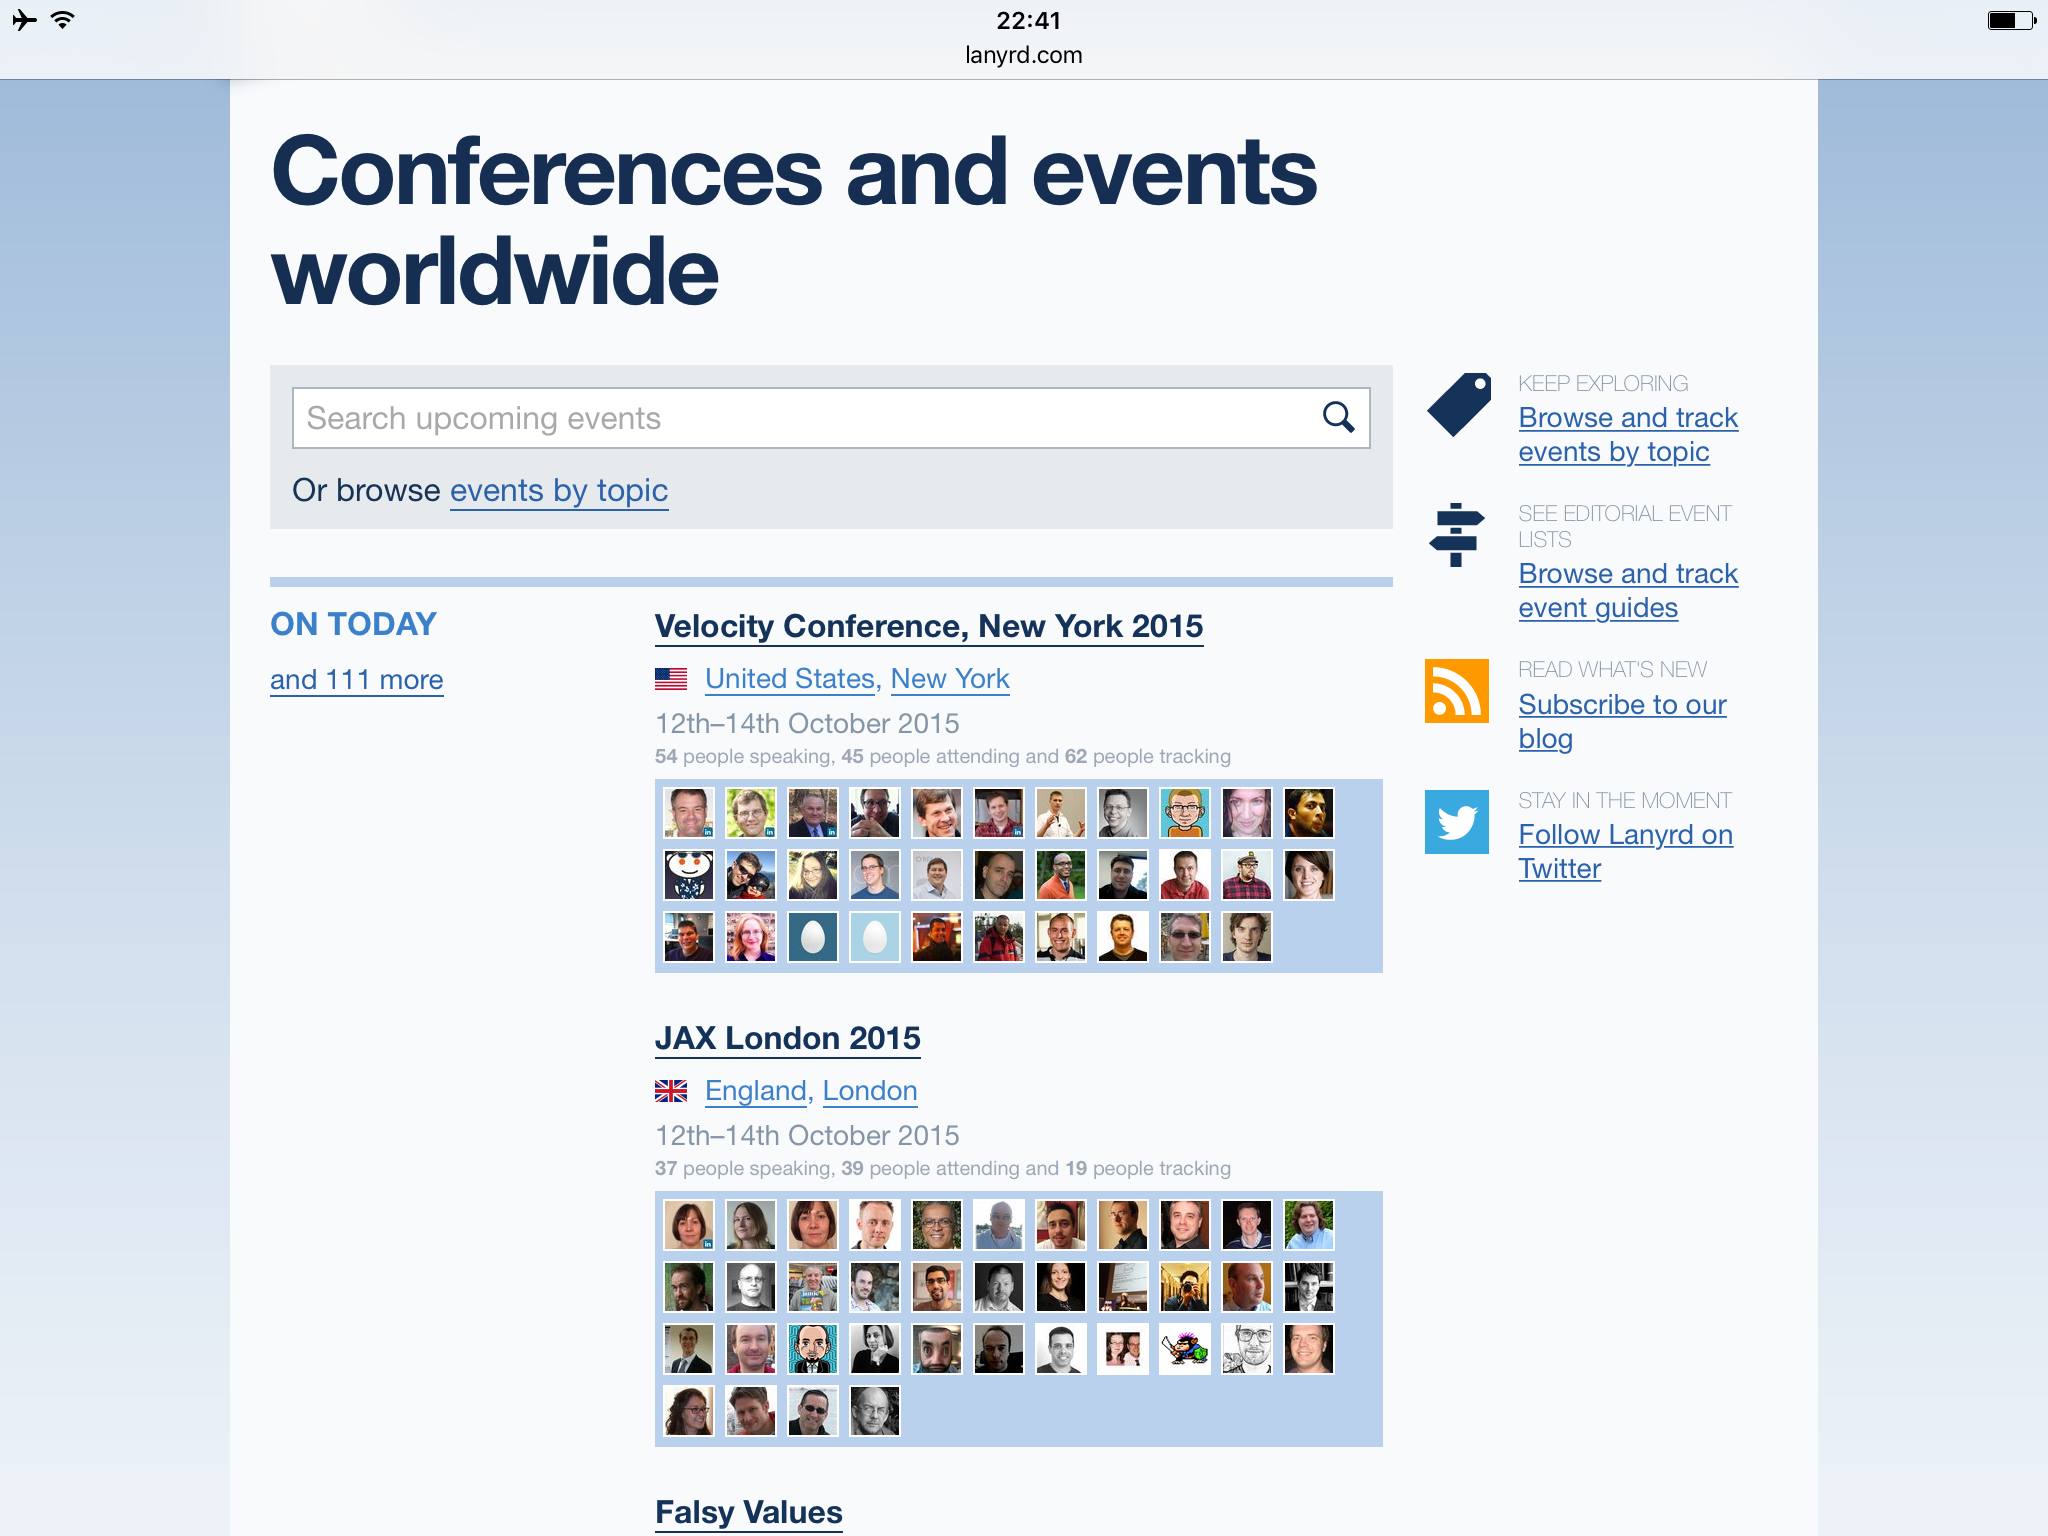 22:41
lanyrd.com
Conferences and events
worldwide
Search upcoming events
Or browse events by topic
KEEP EXPLORING
Browse and track
events by topic
SEE EDITORIAL EVENT
LISTS
Browse and track
event guides
READ WHAT'S NEW
Subscribe to our
blog
STAY IN THE MOMENT
Follow Lanyrd on
Twitter
ON TODAY
and 111 more
Velocity Conference, New York 2015
United States, New York
12th–14th October 2015
54 people speaking, 45 people attending and 62 people tracking
JAX London 2015
England, London
12th–14th October 2015
37 people speaking, 39 people attending and 19 people tracking
Falsy Values